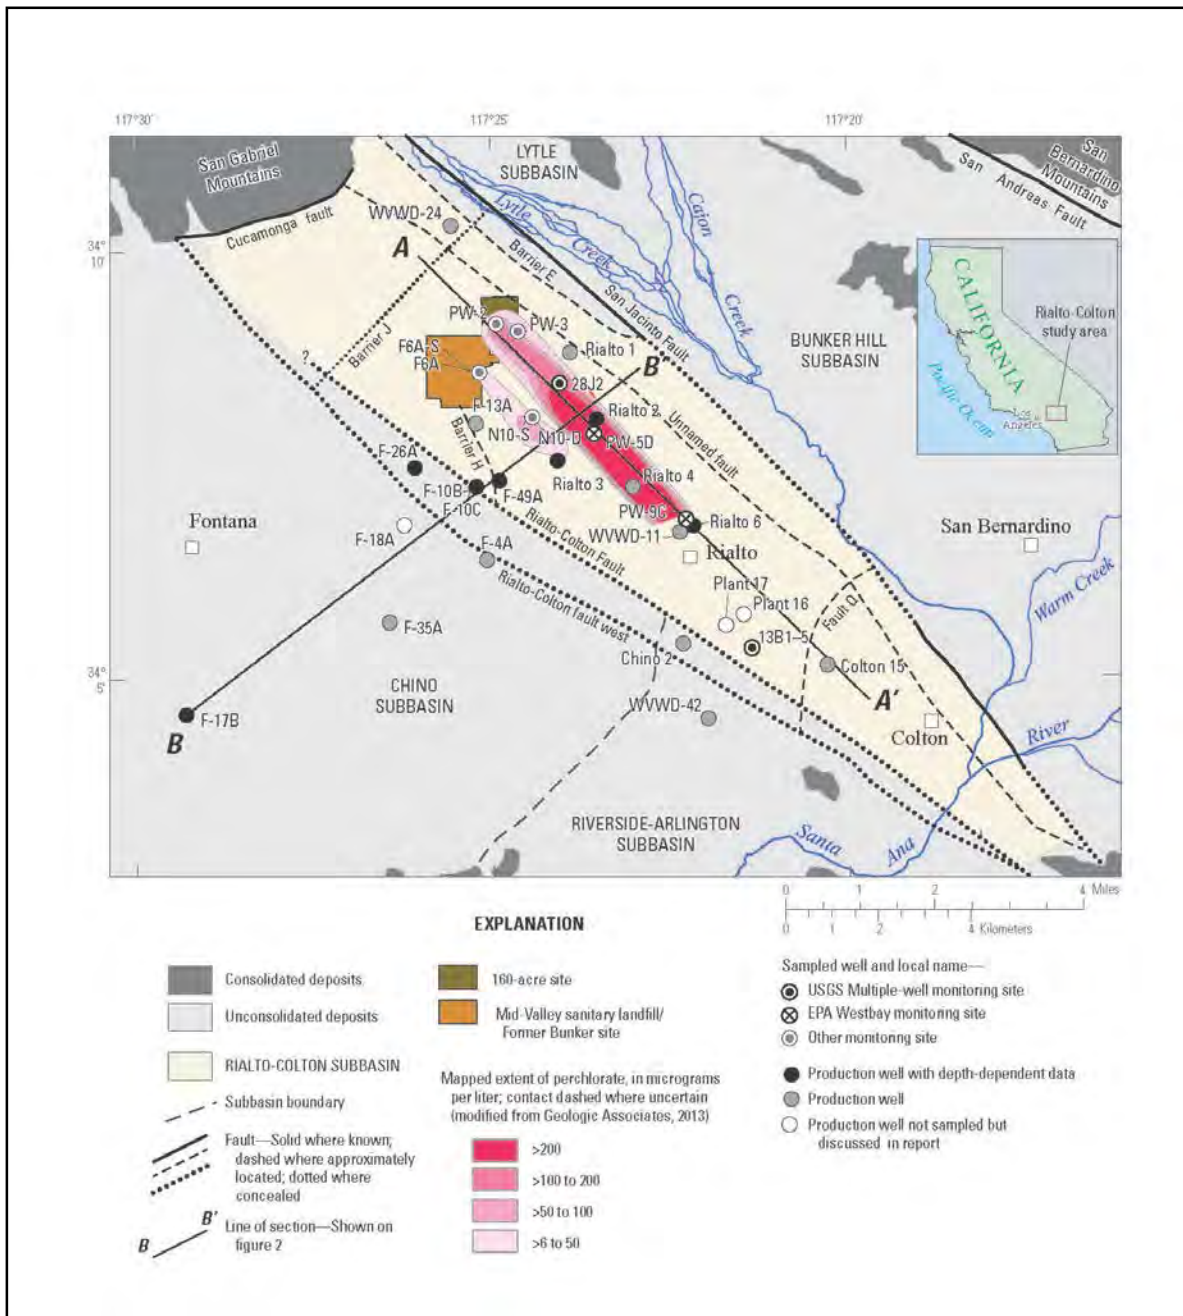 117°30'
117°25'
117°20'
San Gabriel
Mountains
LYTLE
SUBBASIN
San
Bernardino
Mountains
San Andreas Fault
Cucamonga fault
WVWD-24
Lytle
Creek
Cajon
Creek
34°
10'
A
Barrier E
San Jacinto Fault
Barrier J
PW-2
PW-3
F6A-S
F6A
Rialto 1
B'
BUNKER HILL
SUBBASIN
CALIFORNIA
Rialto-Colton
study area
Pacific Ocean
Los
Angeles
?
28J2
F-13A
Rialto 2
Unnamed fault
N10-S
N10-D
PW-5D
Barrier H
F-26A
Rialto 3
Rialto 4
F-10B
F-10C
F-49A
PW-9C
Rialto 6
Fontana
F-18A
WVWD-11
Rialto
San Bernardino
F-4A
Rialto-Colton Fault
Rialto-Colton fault west
Plant 17
Plant 16
Fault Q
Warm Creek
F-35A
13B1–5
Chino 2
Colton 15
34°
5'
CHINO
SUBBASIN
A'
F-17B
B
WVWD-42
Colton
River
RIVERSIDE-ARLINGTON
SUBBASIN
Santa
Ana
0 1 2 4 Miles
0 1 2 4 Kilometers
EXPLANATION
Consolidated deposits
Unconsolidated deposits
RIALTO-COLTON SUBBASIN
Subbasin boundary
Fault—Solid where known;
dashed where approximately
located; dotted where
concealed
B B'
Line of section—Shown on
figure 2
160-acre site
Mid-Valley sanitary landfill/
Former Bunker site
Mapped extent of perchlorate, in micrograms
per liter; contact dashed where uncertain
(modified from Geologic Associates, 2013)
>200
>100 to 200
>50 to 100
>6 to 50
Sampled well and local name—
USGS Multiple-well monitoring site
EPA Westbay monitoring site
Other monitoring site
Production well with depth-dependent data
Production well
Production well not sampled but
discussed in report